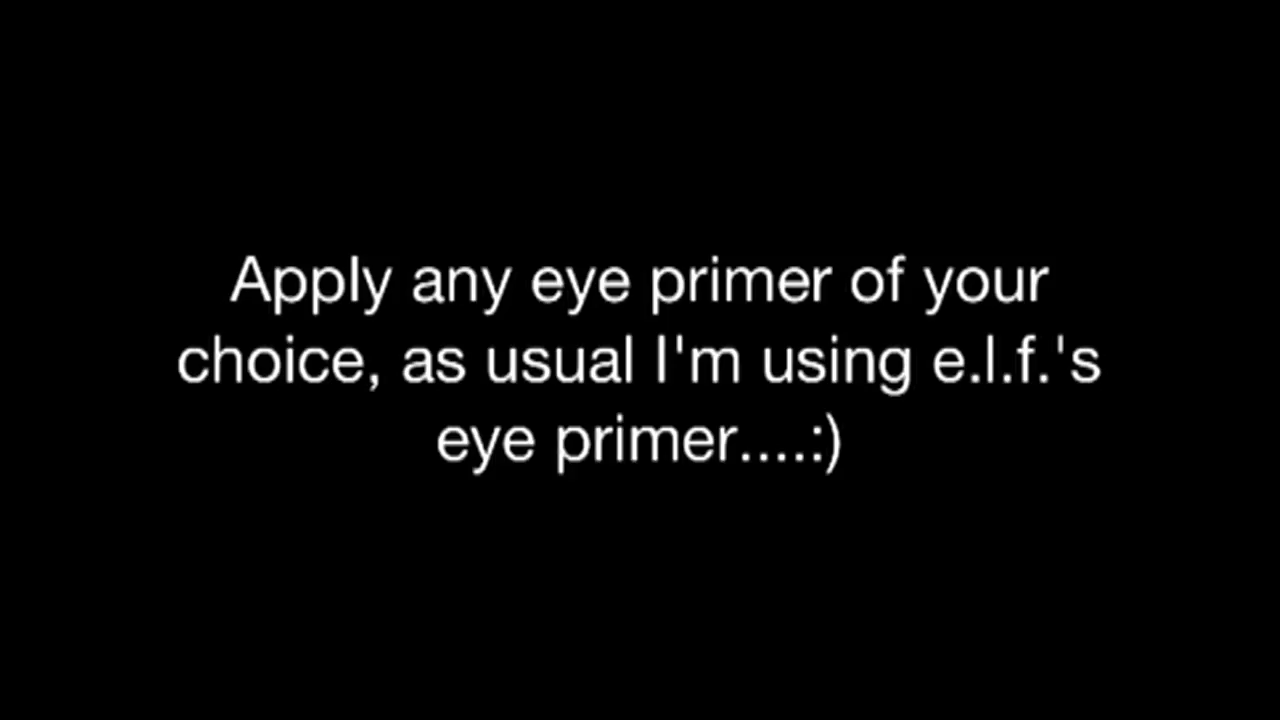 Apply any eye primer of your
choice, as usual I'm using e.l.f.'s
eye primer....:)